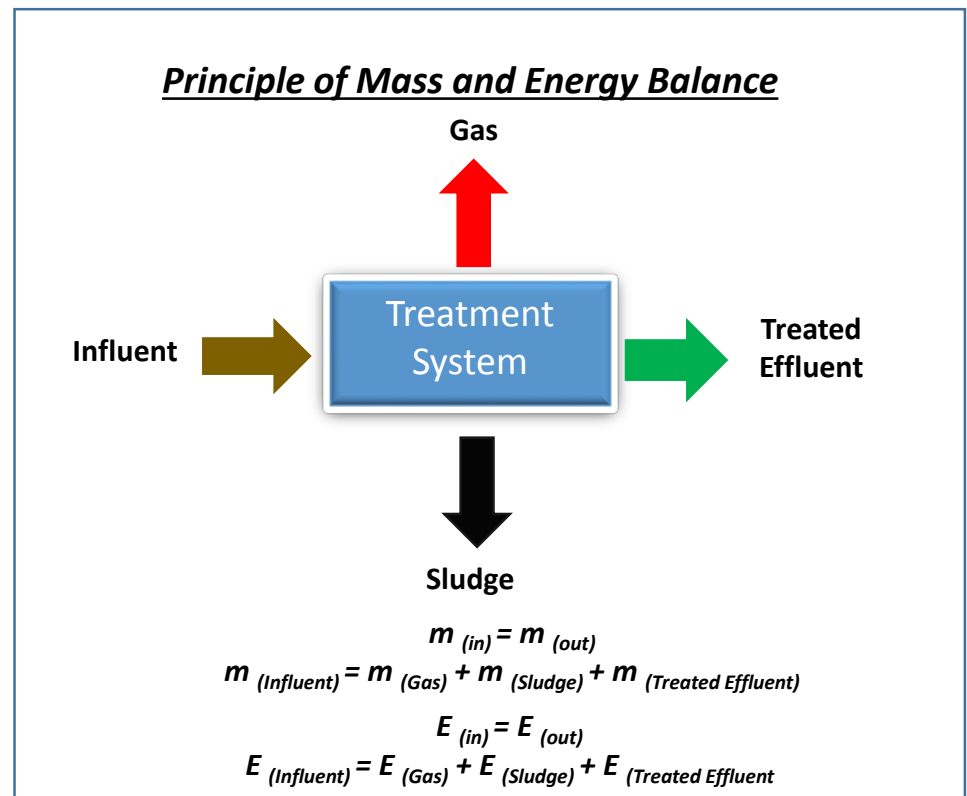 Principle of Mass and Energy Balance
Gas
Influent
Treatment
System
Treated
Effluent
Sludge
m (in) = m (out)
m (Influent) = m (Gas) + m (Sludge) + m (Treated Effluent)
E (in) = E (out)
E (Influent) = E (Gas) + E (Sludge) + E (Treated Effluent